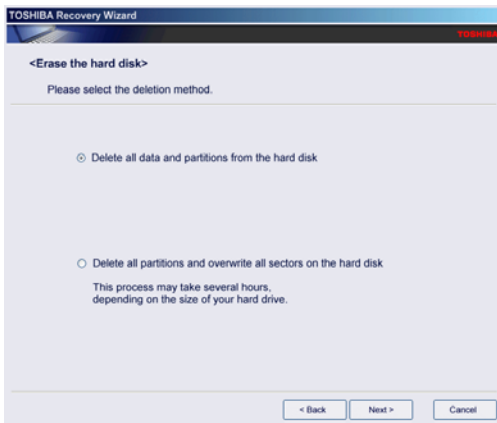 TOSHIBA Recovery Wizard
TOSHIBA
<Erase the hard disk>
Please select the deletion method.
Delete all data and partitions from the hard disk
Delete all partitions and overwrite all sectors on the hard disk
This process may take several hours,
depending on the size of your hard drive.
< Back Next > Cancel